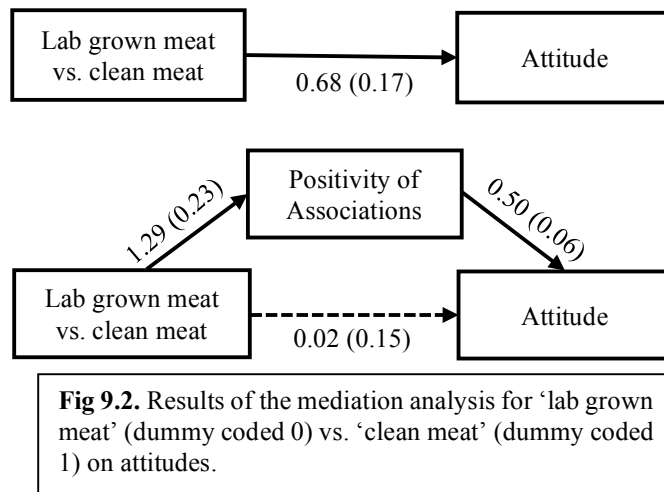 Lab grown meat
vs. clean meat
0.68 (0.17)
Attitude
Positivity of
Associations
1.29 (0.23)
0.50 (0.06)
Lab grown meat
vs. clean meat
0.02 (0.15)
Attitude
Fig 9.2. Results of the mediation analysis for ‘lab grown
meat’ (dummy coded 0) vs. ‘clean meat’ (dummy coded
1) on attitudes.